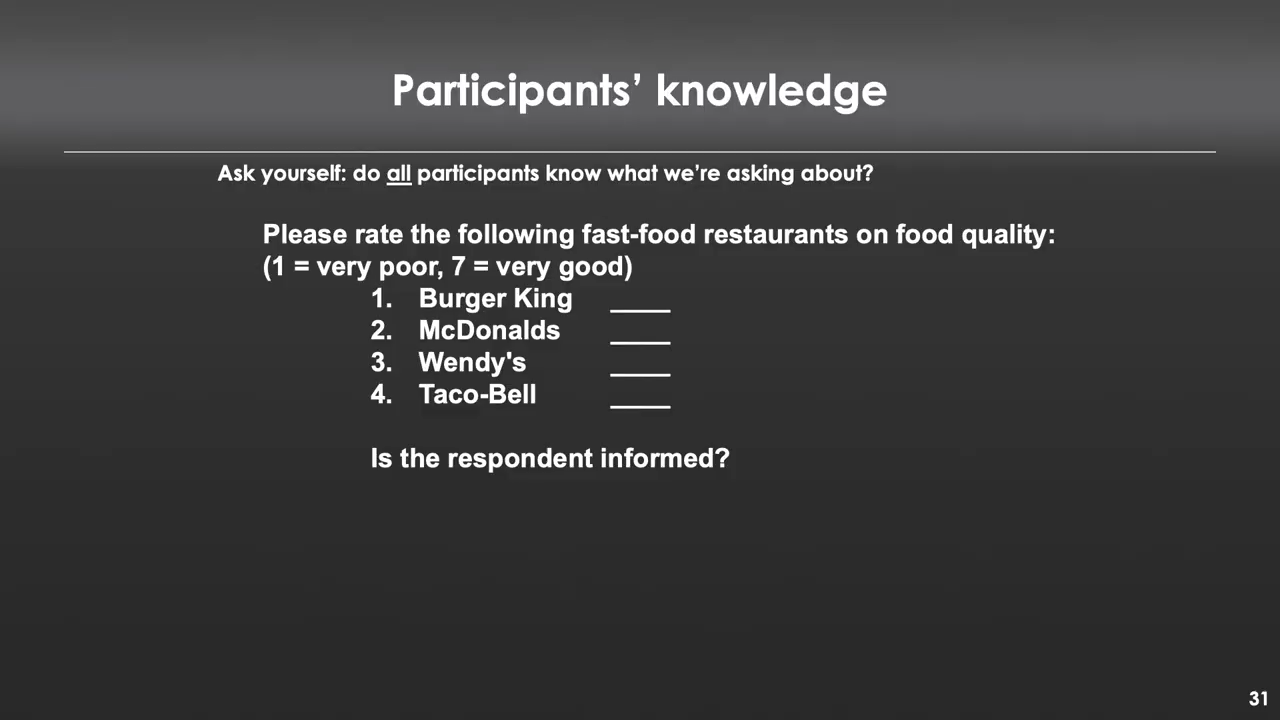 Participants’ knowledge
Ask yourself: do all participants know what we’re asking about?
Please rate the following fast-food restaurants on food quality:
(1 = very poor, 7 = very good)
1. Burger King ____
2. McDonalds ____
3. Wendy's ____
4. Taco-Bell ____
Is the respondent informed?
31